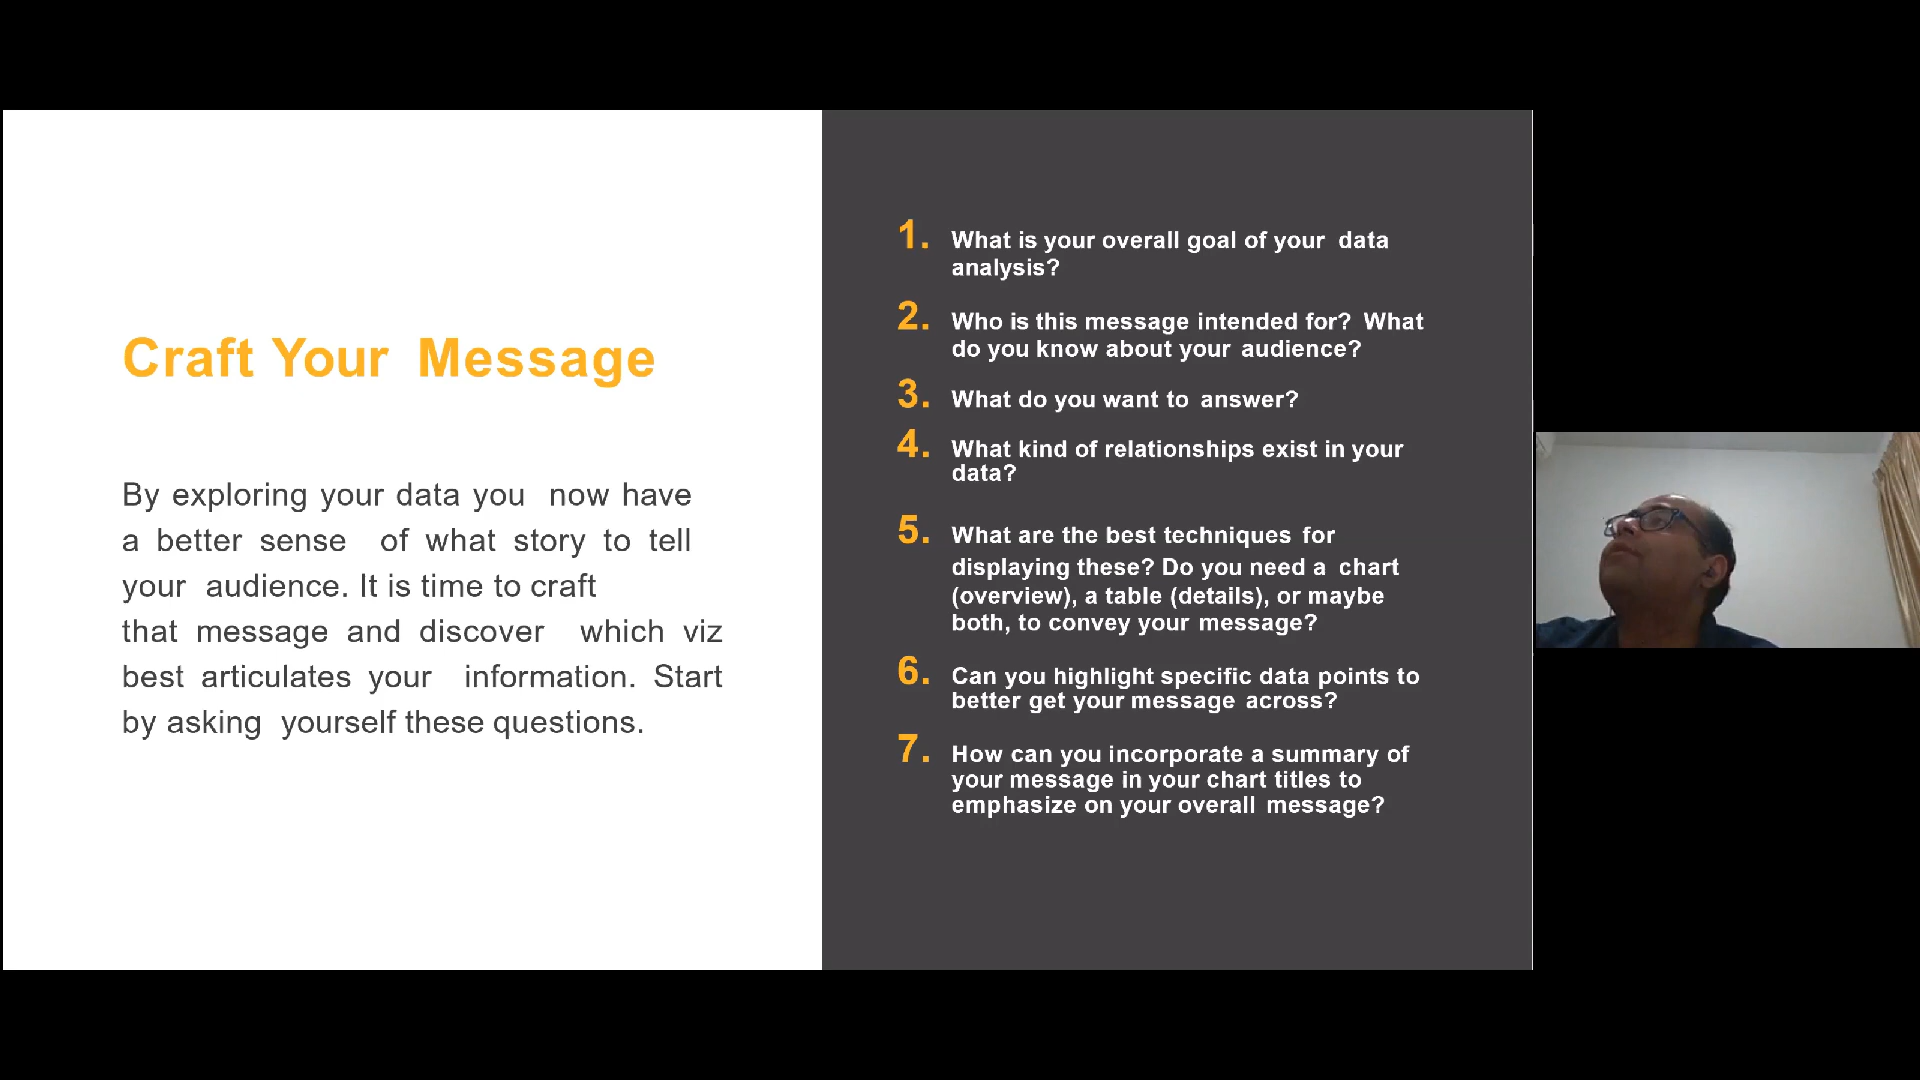 Craft Your Message
By exploring your data you now have
a better sense of what story to tell
your audience. It is time to craft
that message and discover which viz
best articulates your information. Start
by asking yourself these questions.
1. What is your overall goal of your data
analysis?
2. Who is this message intended for? What
do you know about your audience?
3. What do you want to answer?
4. What kind of relationships exist in your
data?
5. What are the best techniques for
displaying these? Do you need a chart
(overview), a table (details), or maybe
both, to convey your message?
6. Can you highlight specific data points to
better get your message across?
7. How can you incorporate a summary of
your message in your chart titles to
emphasize on your overall message?